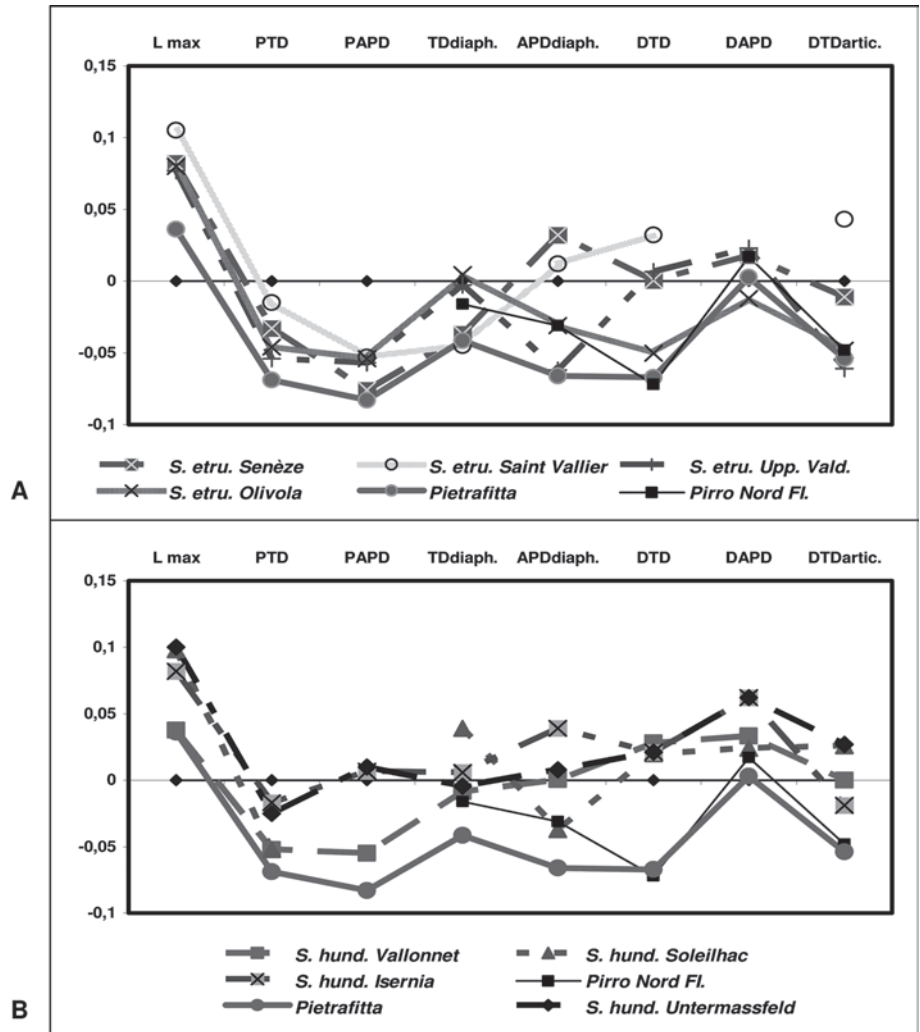 L max PTD PAPD TDdiaph. APDdiaph. DTD DAPD DTDartic.
0,15
0,1
0,05
0
-0,05
-0,1
S. etru. Senèze S. etru. Saint Vallier S. etru. Upp. Vald.
S. etru. Olivola Pietrafitta Pirro Nord Fl.
A
L max PTD PAPD TDdiaph. APDdiaph. DTD DAPD DTDartic.
0,15
0,1
0,05
0
-0,05
-0,1
S. hund. Vallonnet S. hund. Soleilhac
S. hund. Isernia Pirro Nord Fl.
Pietrafitta S. hund. Untermassfeld
B